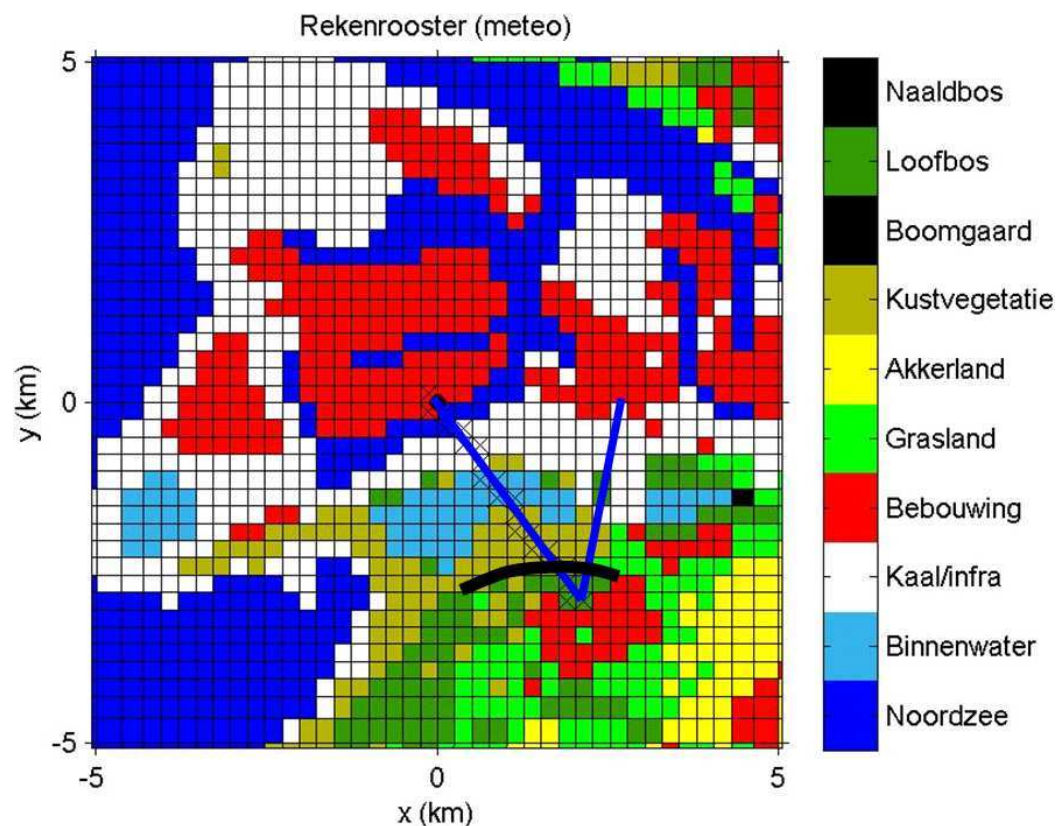 Rekenrooster (meteo)
5
0
-5
y (km)
-5
0
5
x (km)
Naaldbos
Loofbos
Boomgaard
Kustvegetatie
Akkerland
Grasland
Bebouwing
Kaal/infra
Binnenwater
Noordzee